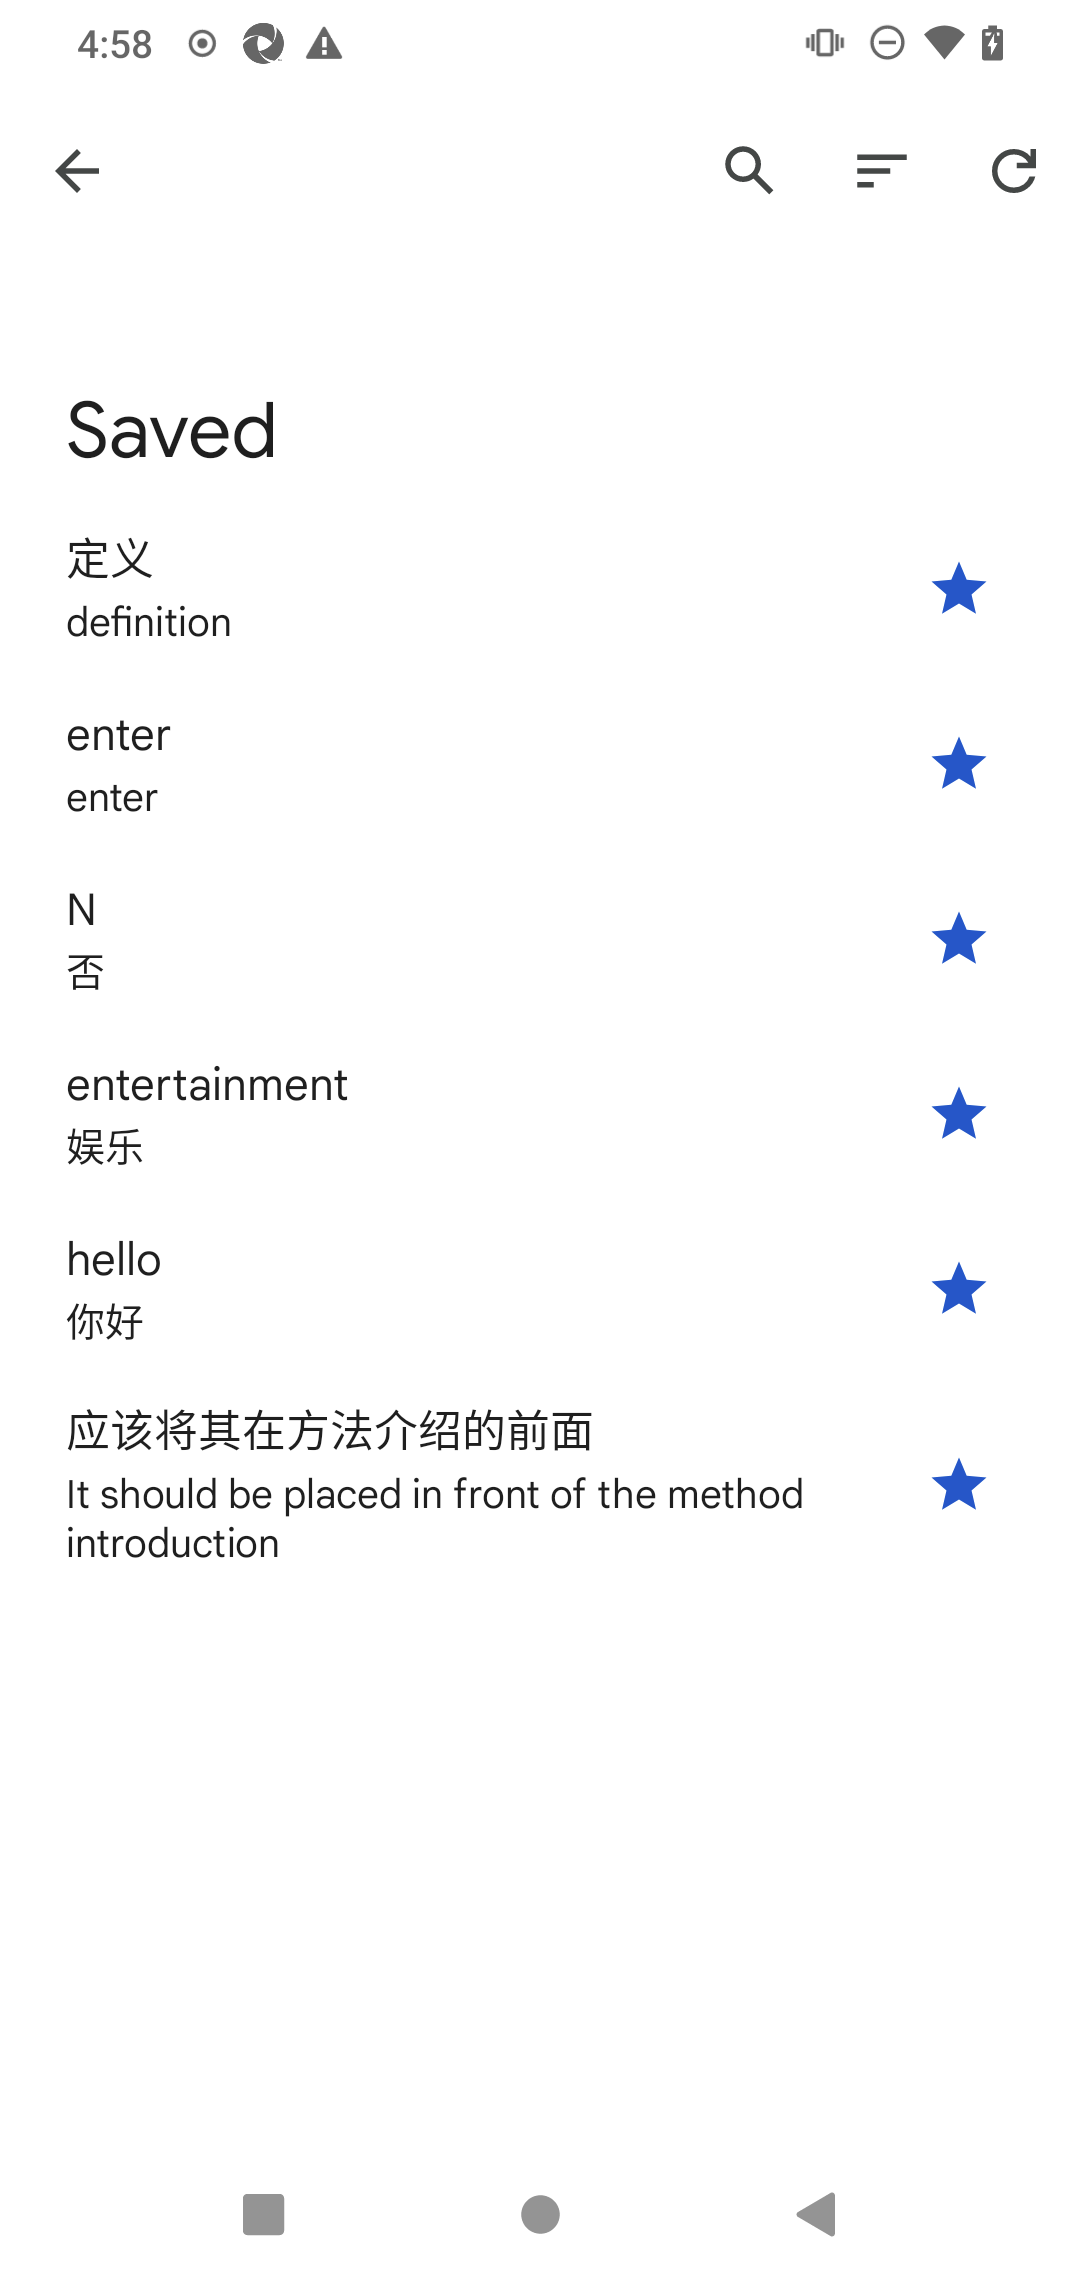 4:58
Saved
定义
definition
enter
enter
N
否
entertainment
娱乐
hello
你好
应该将其在方法介绍的前面
It should be placed in front of the method
introduction